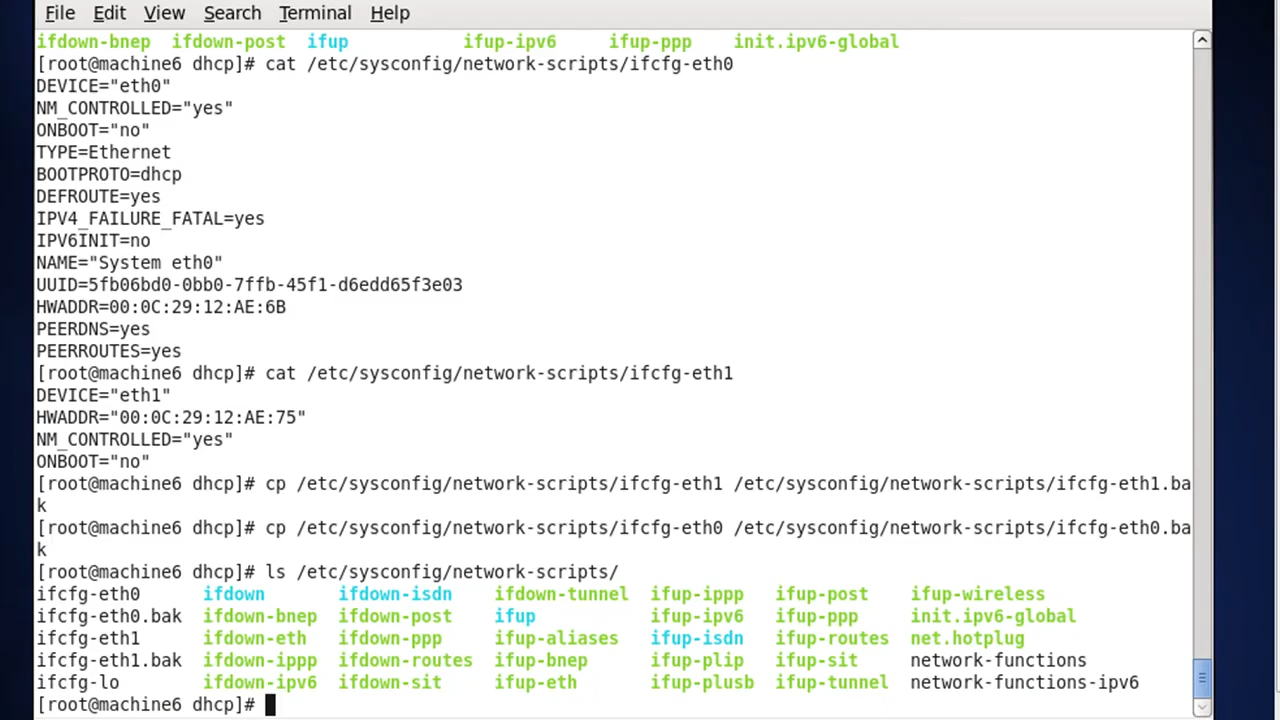 File Edit View Search Terminal Help
ifdown-bnep ifdown-post ifup ifup-ipv6 ifup-ppp init.ipv6-global
[root@machine6 dhcp]# cat /etc/sysconfig/network-scripts/ifcfg-eth0
DEVICE="eth0"
NM_CONTROLLED="yes"
ONBOOT="no"
TYPE=Ethernet
BOOTPROTO=dhcp
DEFROUTE=yes
IPV4_FAILURE_FATAL=yes
IPV6INIT=no
NAME="System eth0"
UUID=5fb06bd0-0bb0-7ffb-45f1-d6edd65f3e03
HWADDR=00:0C:29:12:AE:6B
PEERDNS=yes
PEERROUTES=yes
[root@machine6 dhcp]# cat /etc/sysconfig/network-scripts/ifcfg-eth1
DEVICE="eth1"
HWADDR="00:0C:29:12:AE:75"
NM_CONTROLLED="yes"
ONBOOT="no"
[root@machine6 dhcp]# cp /etc/sysconfig/network-scripts/ifcfg-eth1 /etc/sysconfig/network-scripts/ifcfg-eth1.ba
k
[root@machine6 dhcp]# cp /etc/sysconfig/network-scripts/ifcfg-eth0 /etc/sysconfig/network-scripts/ifcfg-eth0.ba
k
[root@machine6 dhcp]# ls /etc/sysconfig/network-scripts/
ifcfg-eth0 ifdown ifdown-isdn ifdown-tunnel ifup-ippp ifup-post ifup-wireless
ifcfg-eth0.bak ifdown-bnep ifdown-post ifup ifup-ipv6 ifup-ppp init.ipv6-global
ifcfg-eth1 ifdown-eth ifdown-ppp ifup-aliases ifup-isdn ifup-routes net.hotplug
ifcfg-eth1.bak ifdown-ippp ifdown-routes ifup-bnep ifup-plip ifup-sit network-functions
ifcfg-lo ifdown-ipv6 ifdown-sit ifup-eth ifup-plusb ifup-tunnel network-functions-ipv6
[root@machine6 dhcp]#